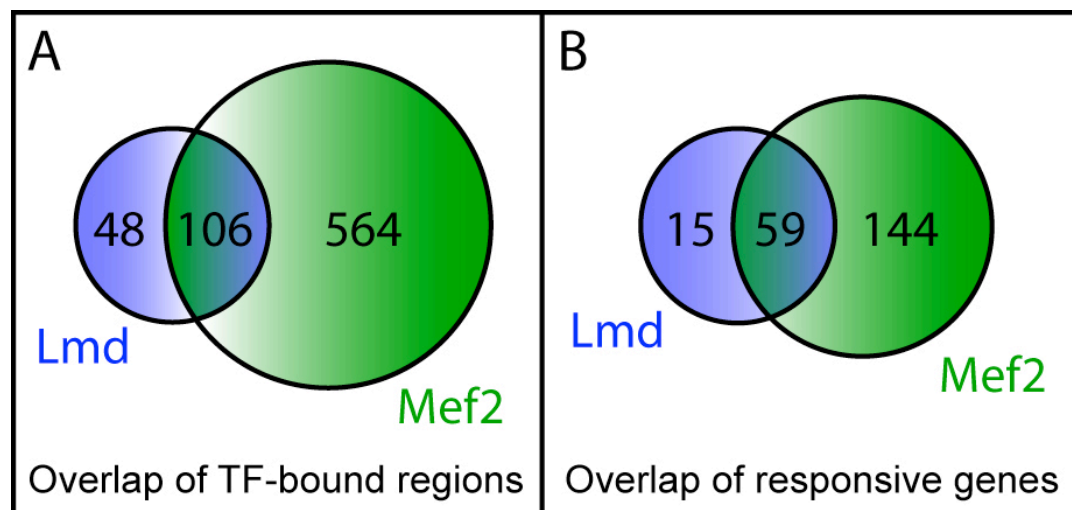 A
48 106 564
Lmd
Mef2
Overlap of TF-bound regions
B
15 59 144
Lmd
Mef2
Overlap of responsive genes